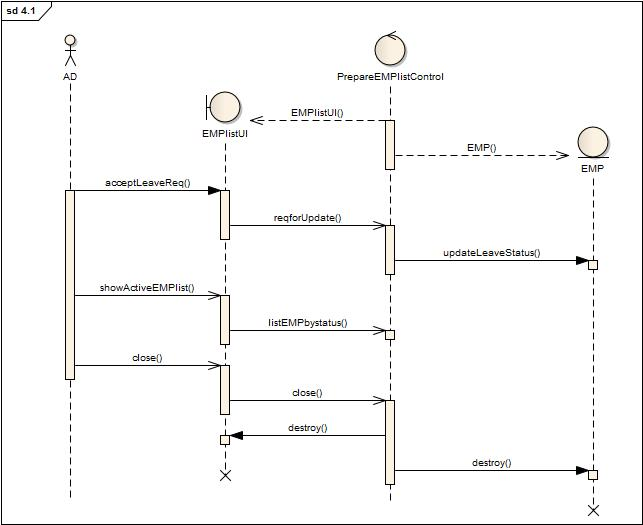 sd 4.1
AD
PrepareEMPlistControl
EMPlistUI()
EMPlistUI
EMP()
EMP
acceptLeaveReq()
reqforUpdate()
updateLeaveStatus()
showActiveEMPlist()
listEMPbystatus()
close()
close()
destroy()
destroy()